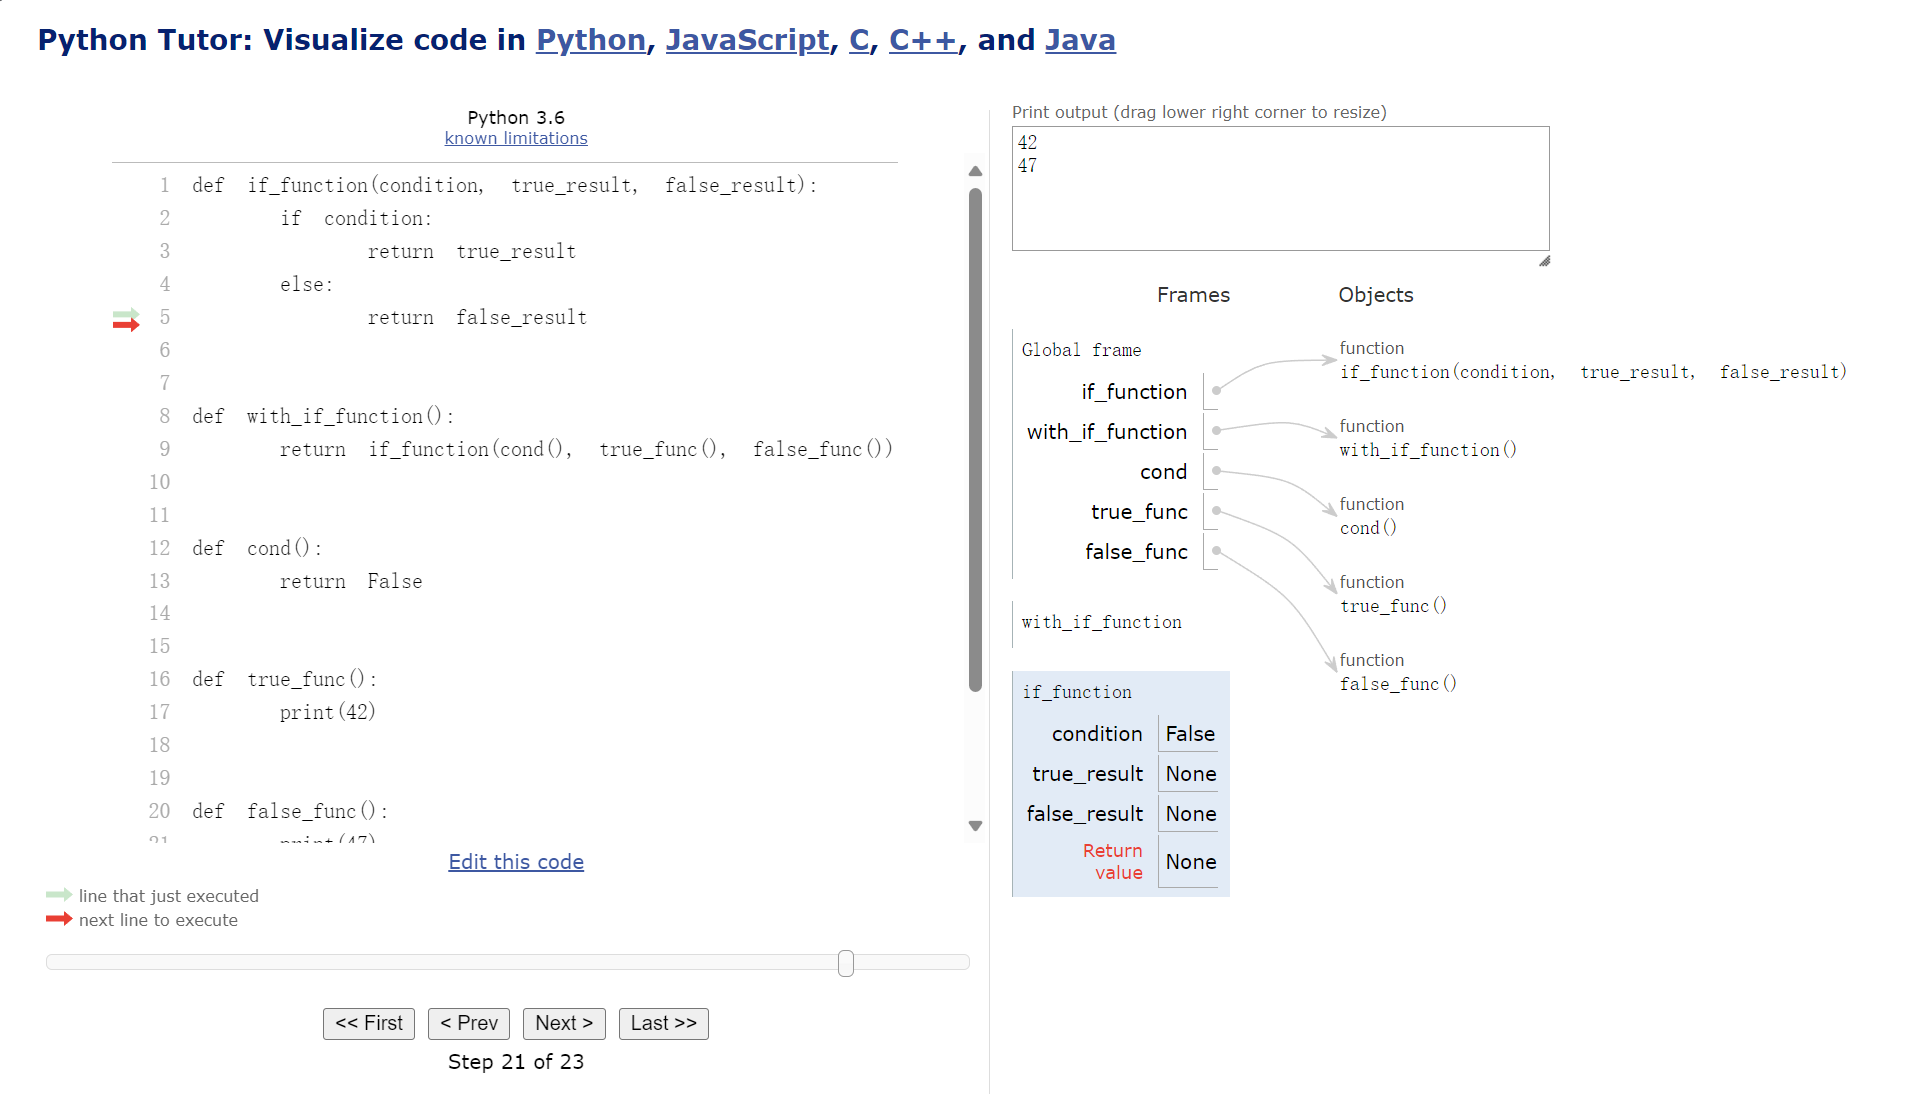 Python Tutor: Visualize code in Python, JavaScript, C, C++, and Java
Python 3.6
known limitations
1 def if_function(condition, true_result, false_result):
2 if condition:
3 return true_result
4 else:
5 return false_result
6
7
8 def with_if_function():
9 return if_function(cond(), true_func(), false_func())
10
11
12 def cond():
13 return False
14
15
16 def true_func():
17 print(42)
18
19
20 def false_func():
21 print(47)
Edit this code
line that just executed
next line to execute
<< First
< Prev
Next >
Last >>
Step 21 of 23
Print output (drag lower right corner to resize)
42
47
Frames
Objects
Global frame
if_function
with_if_function
cond
true_func
false_func
function
if_function(condition, true_result, false_result)
function
with_if_function()
function
cond()
function
true_func()
function
false_func()
with_if_function
if_function
condition False
true_result None
false_result None
Return
value None